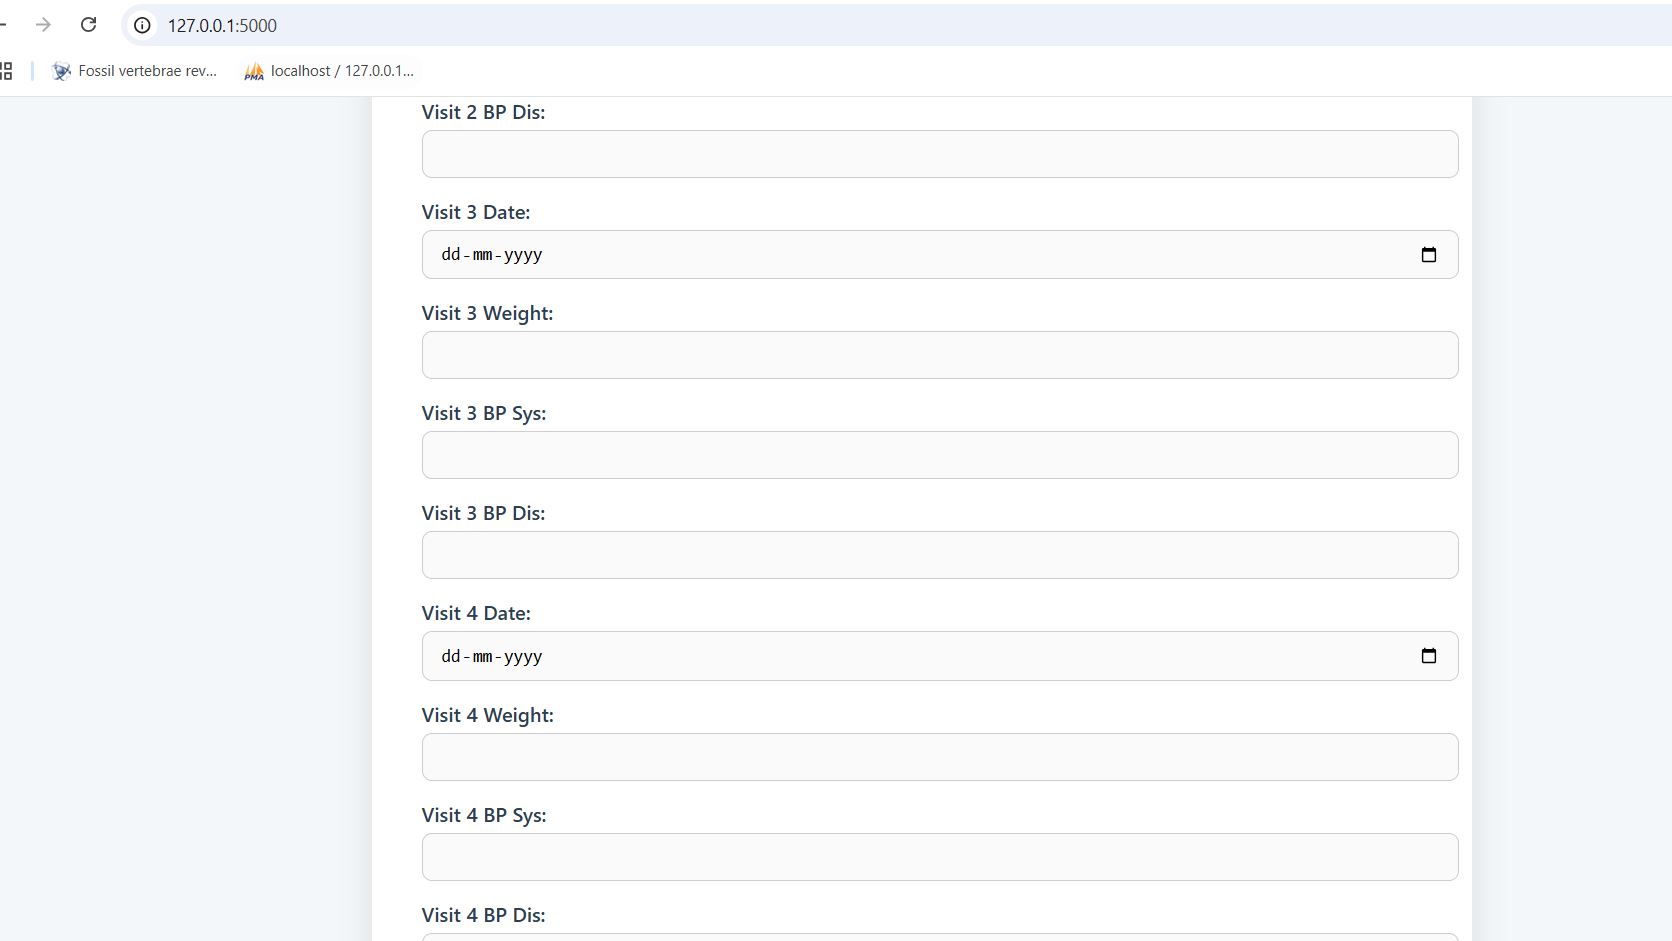 127.0.0.1:5000
Fossil vertebrae rev... PMA localhost / 127.0.0.1...
Visit 2 BP Dis:
Visit 3 Date:
dd-mm-yyyy
Visit 3 Weight:
Visit 3 BP Sys:
Visit 3 BP Dis:
Visit 4 Date:
dd-mm-yyyy
Visit 4 Weight:
Visit 4 BP Sys:
Visit 4 BP Dis: